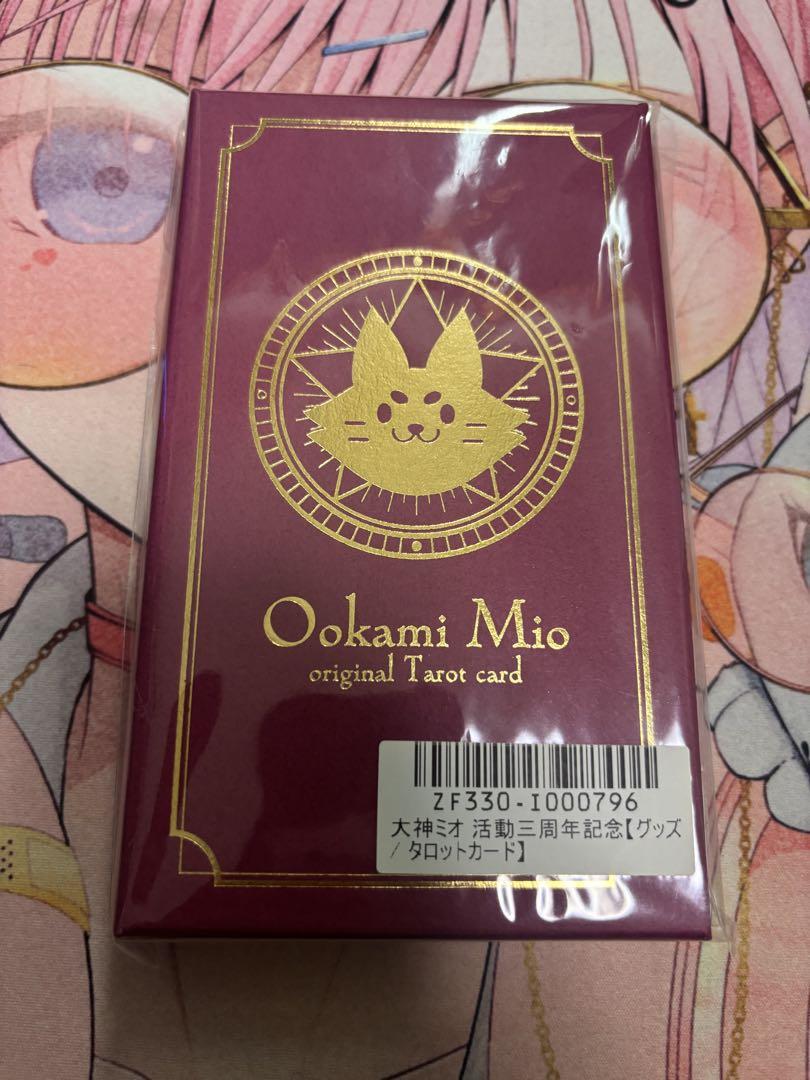 Ookami Mio
original Tarot card
ZF330-I000796
大神ミオ 活動三周年記念【グッズ
/ タロットカード】